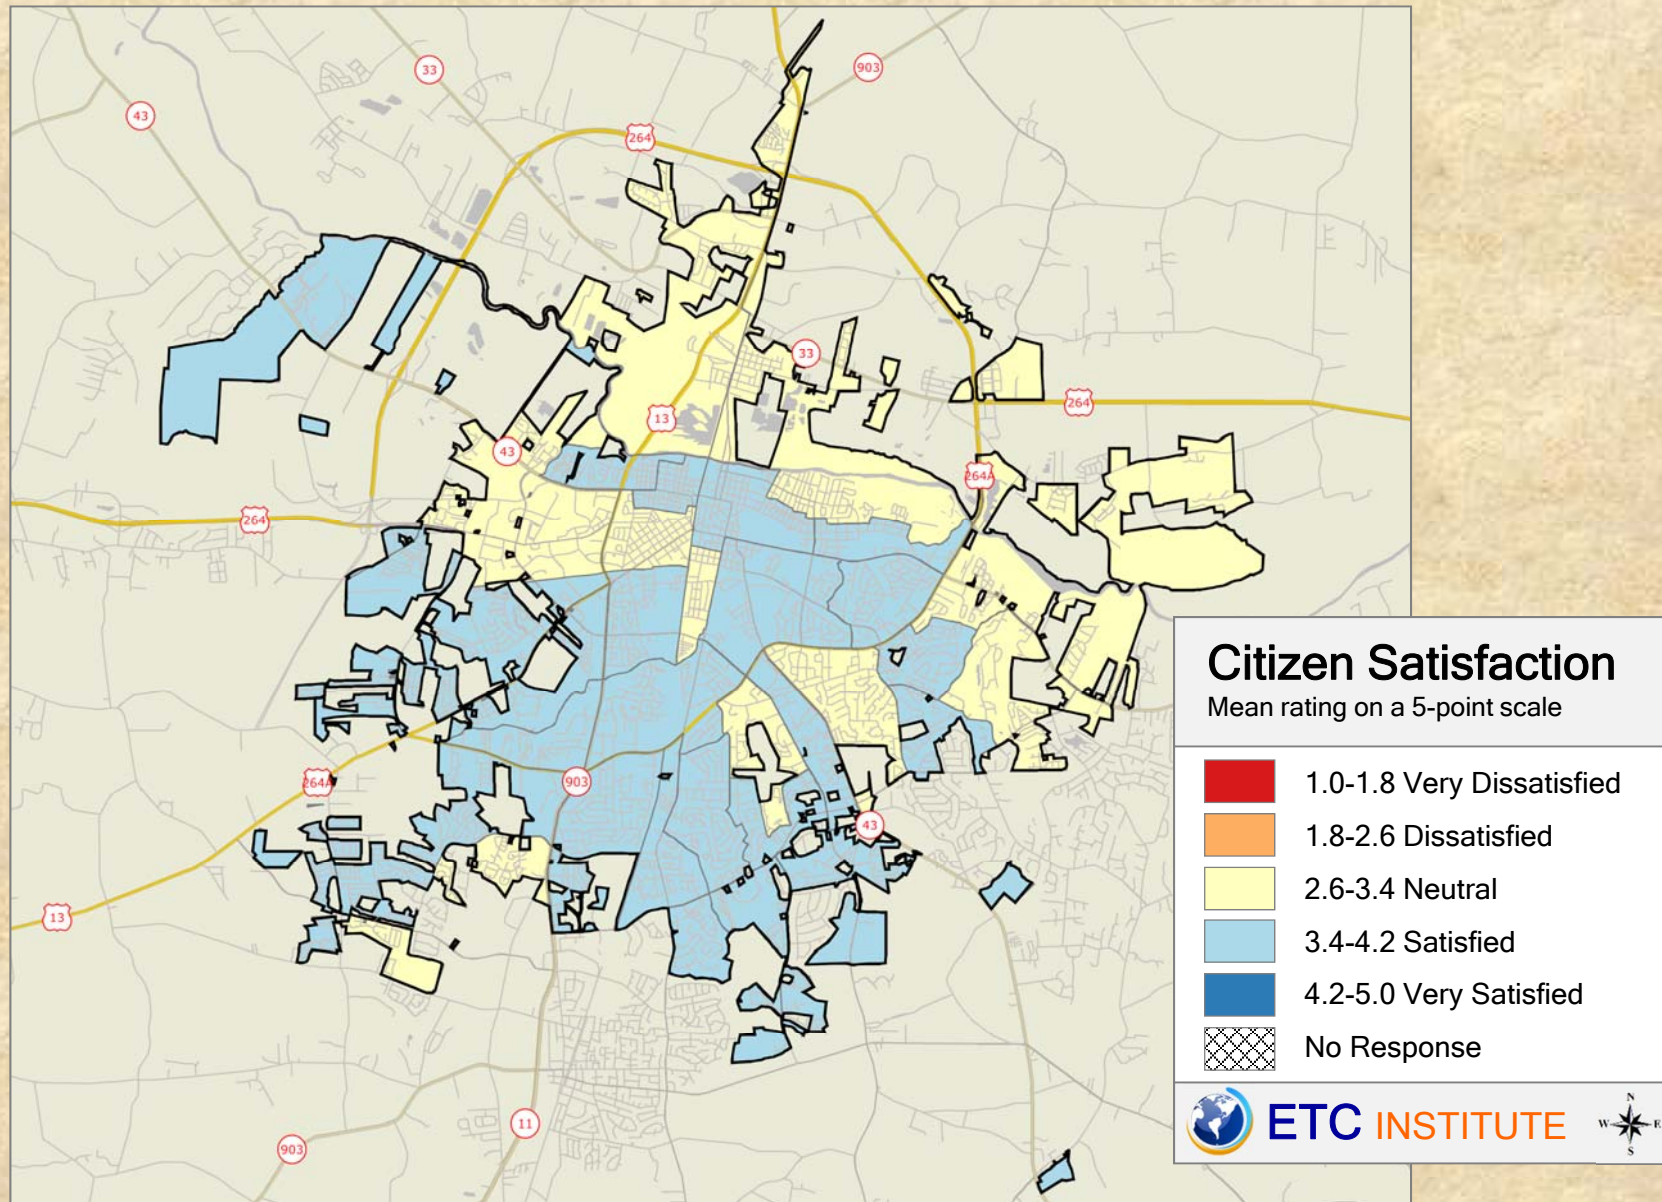 903
33
43
264
33
264
13
43
264A
264
903
264A
43
13
11
903
Citizen Satisfaction
Mean rating on a 5-point scale
1.0-1.8 Very Dissatisfied
1.8-2.6 Dissatisfied
2.6-3.4 Neutral
3.4-4.2 Satisfied
4.2-5.0 Very Satisfied
No Response
ETC INSTITUTE
N
W E
S